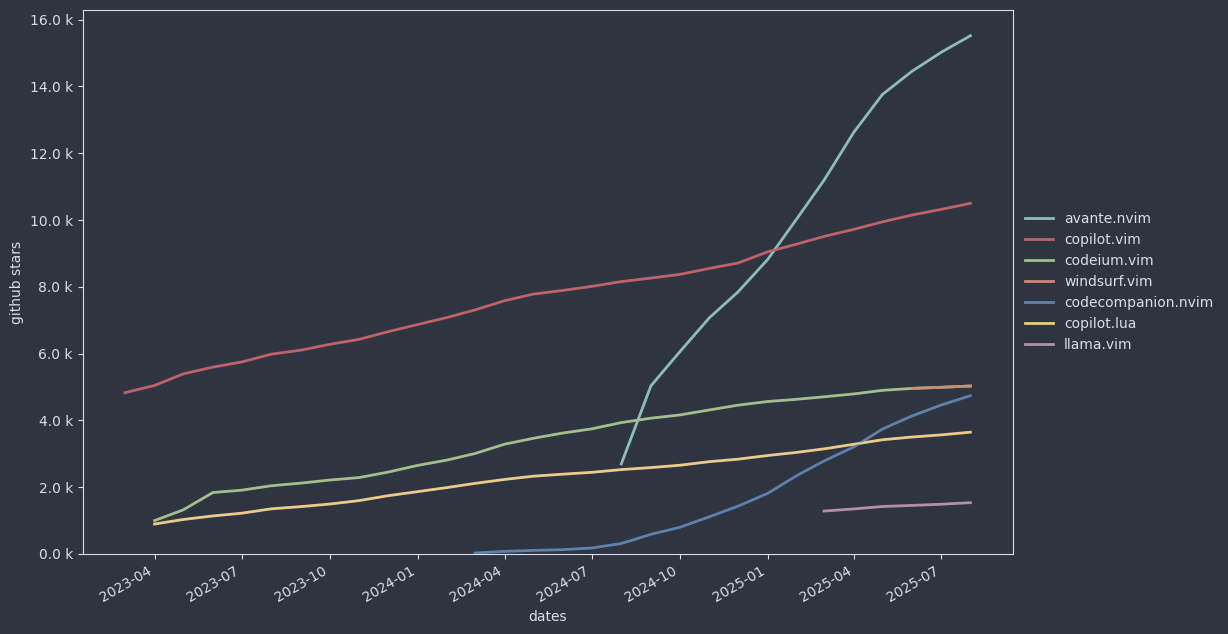 16.0 k
14.0 k
12.0 k
10.0 k
8.0 k
6.0 k
4.0 k
2.0 k
0.0 k
github stars
2023-04
2023-07
2023-10
2024-01
2024-04
2024-07
2024-10
2025-01
2025-04
2025-07
dates
avante.nvim
copilot.vim
codeium.vim
windsurf.vim
codecompanion.nvim
copilot.lua
llama.vim